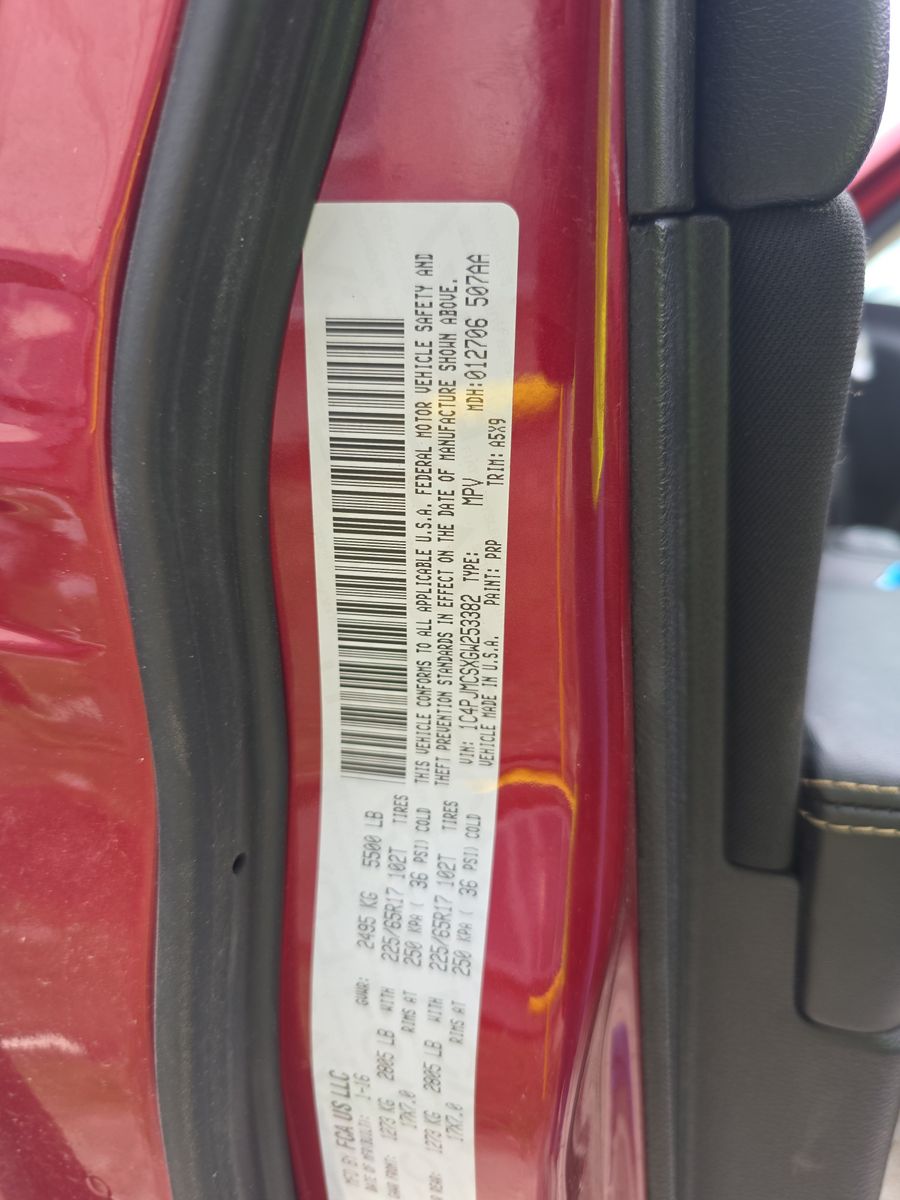 MFD BY FCA US LLC
DATE OF MFR(BUILT): 1-16 GVWR: 2495 KG 5500 LB
GAW FRONT: 1273 KG 2805 LB WITH 225/65R17 102T TIRES
17X7.0 RIMS AT 250 KPA ( 36 PSI) COLD
REAR: 1273 KG 2805 LB WITH 225/65R17 102T TIRES
17X7.0 RIMS AT 250 KPA ( 36 PSI) COLD
THIS VEHICLE CONFORMS TO ALL APPLICABLE U.S.A. FEDERAL MOTOR VEHICLE SAFETY AND
THEFT PREVENTION STANDARDS IN EFFECT ON THE DATE OF MANUFACTURE SHOWN ABOVE.
VIN: 1C4PJMCSXGW253382 TYPE: MPV MDH:012706 507AA
VEHICLE MADE IN U.S.A. PAINT: PRP TRIM: A5X9